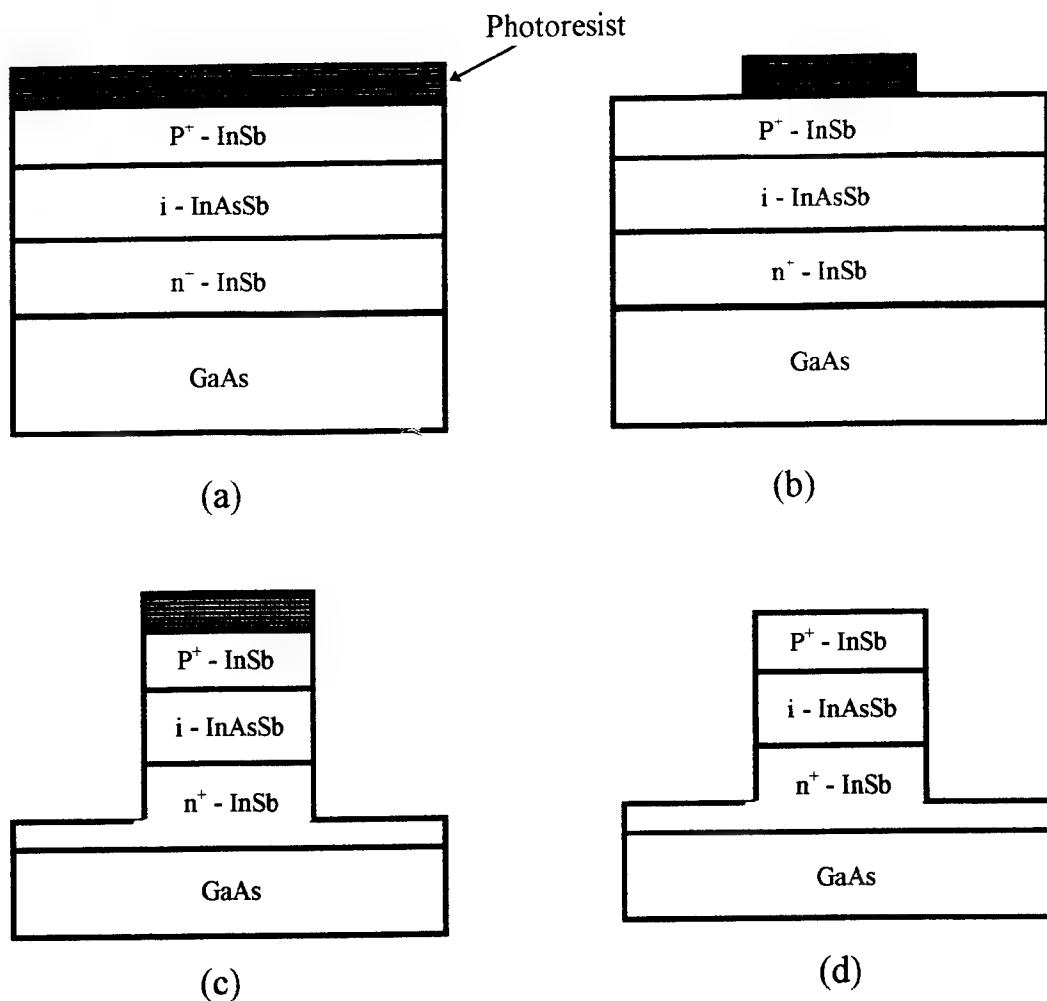 Photoresist
P⁺ - InSb
i - InAsSb
n⁻ - InSb
GaAs
(a)
P⁺ - InSb
i - InAsSb
n⁺ - InSb
GaAs
(b)
P⁺ - InSb
i - InAsSb
n⁺ - InSb
GaAs
(c)
P⁺ - InSb
i - InAsSb
n⁺ - InSb
GaAs
(d)